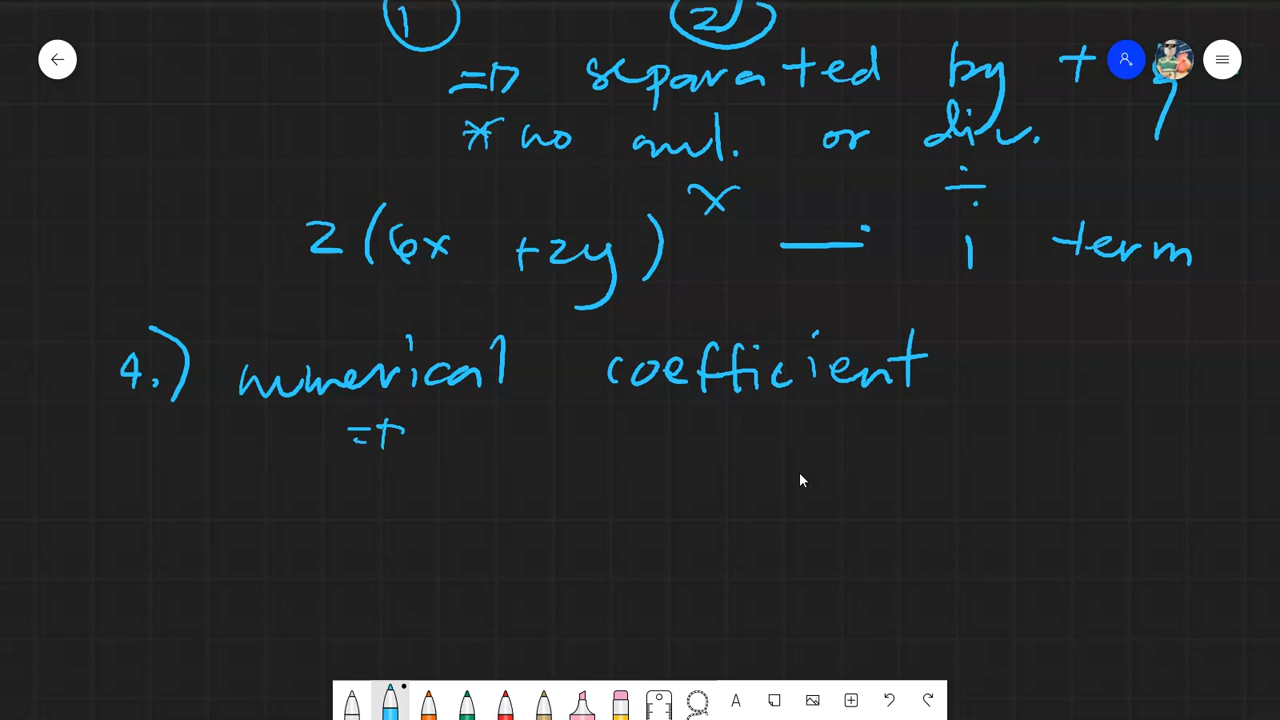 1 2
=> separated by +
* no mul. or div.
x ÷
2(6x +2y) — 1 term
4.) numerical coefficient
=
A